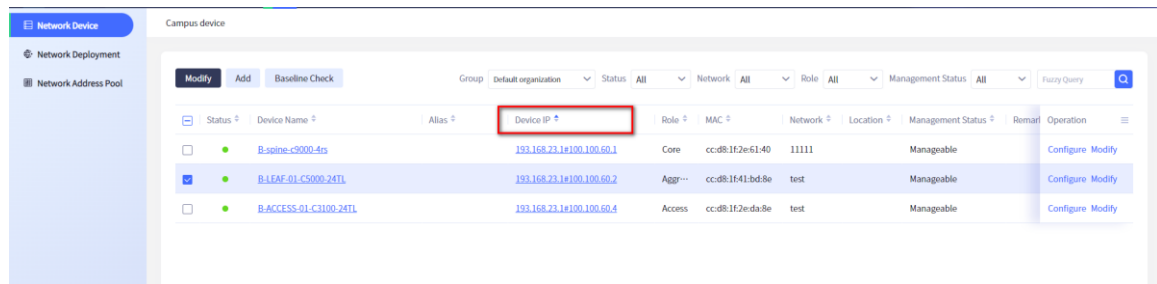 Network Device
Campus device
Network Deployment
Network Address Pool
Modify Add Baseline Check Group Default organization Status All Network All Role All Management Status All Fuzzy Query
Status Device Name Alias Device IP Role MAC Network Location Management Status Remark Operation
B-spine-c9000-4rs 193.168.23.1#100.100.60.1 Core cc:d8:1f:2e:61:40 11111 Manageable Configure Modify
B-LEAF-01-C5000-24TL 193.168.23.1#100.100.60.2 Aggr··· cc:d8:1f:41:bd:8e test Manageable Configure Modify
B-ACCESS-01-C3100-24TL 193.168.23.1#100.100.60.4 Access cc:d8:1f:2e:da:8e test Manageable Configure Modify